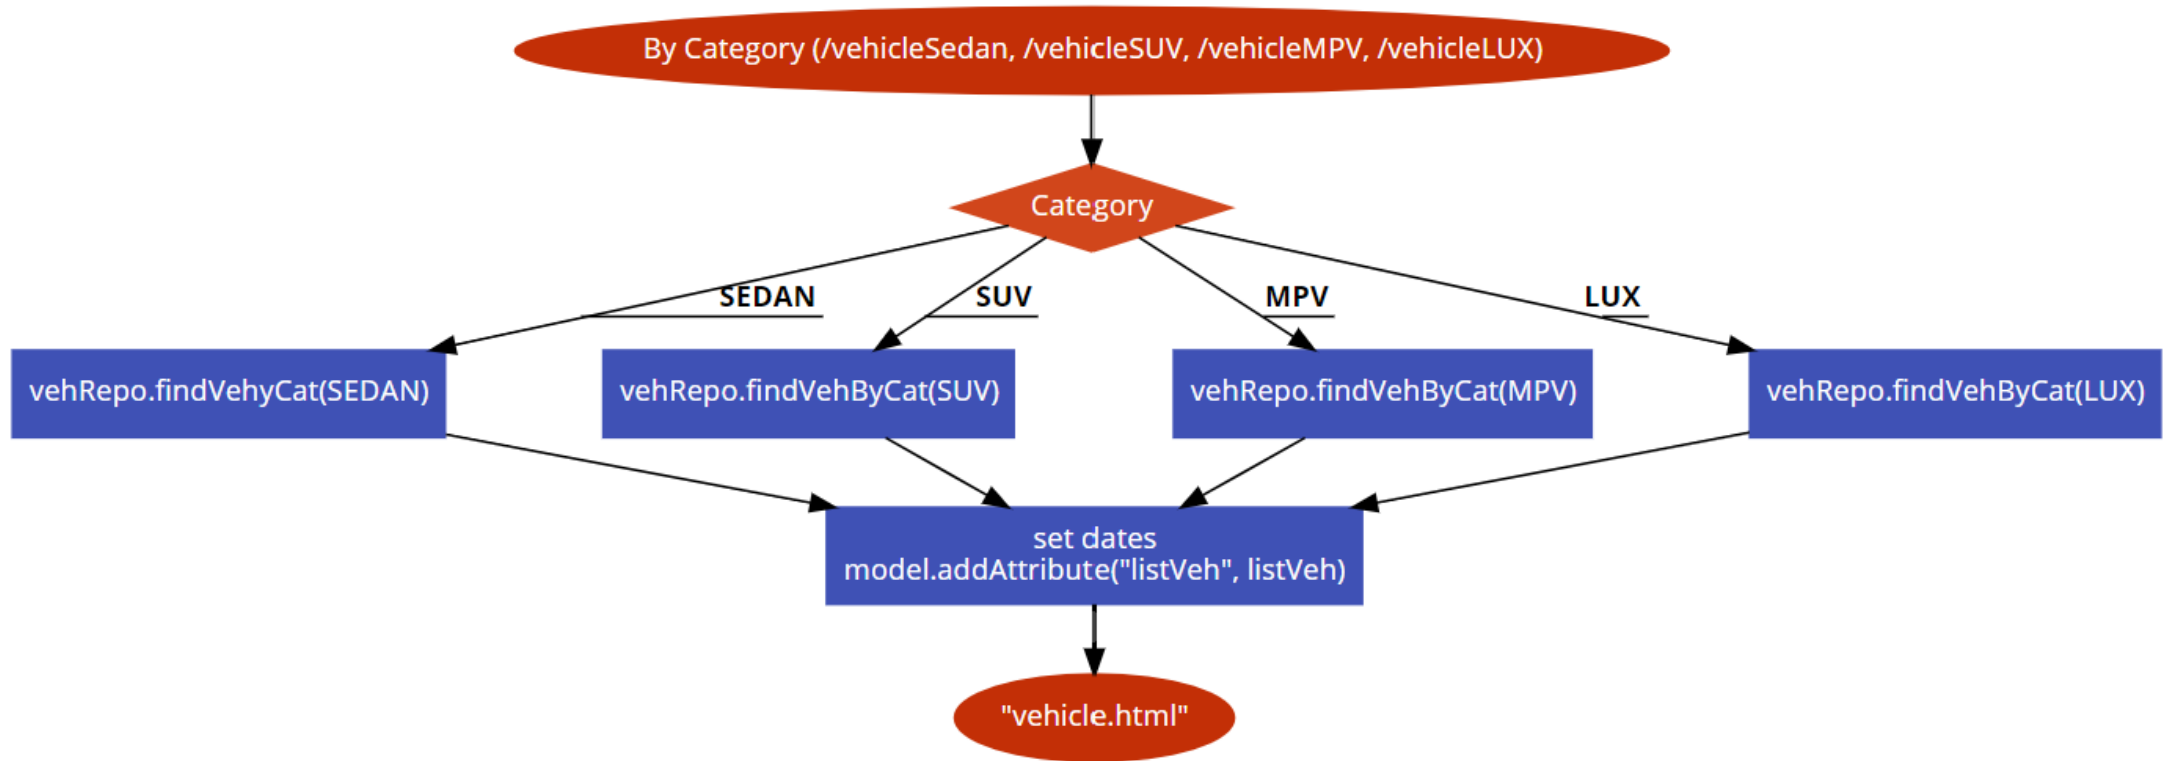 By Category (/vehicleSedan, /vehicleSUV, /vehicleMPV, /vehicleLUX)
Category
SEDAN
SUV
MPV
LUX
vehRepo.findVehyCat(SEDAN)
vehRepo.findVehByCat(SUV)
vehRepo.findVehByCat(MPV)
vehRepo.findVehByCat(LUX)
set dates
model.addAttribute("listVeh", listVeh)
"vehicle.html"